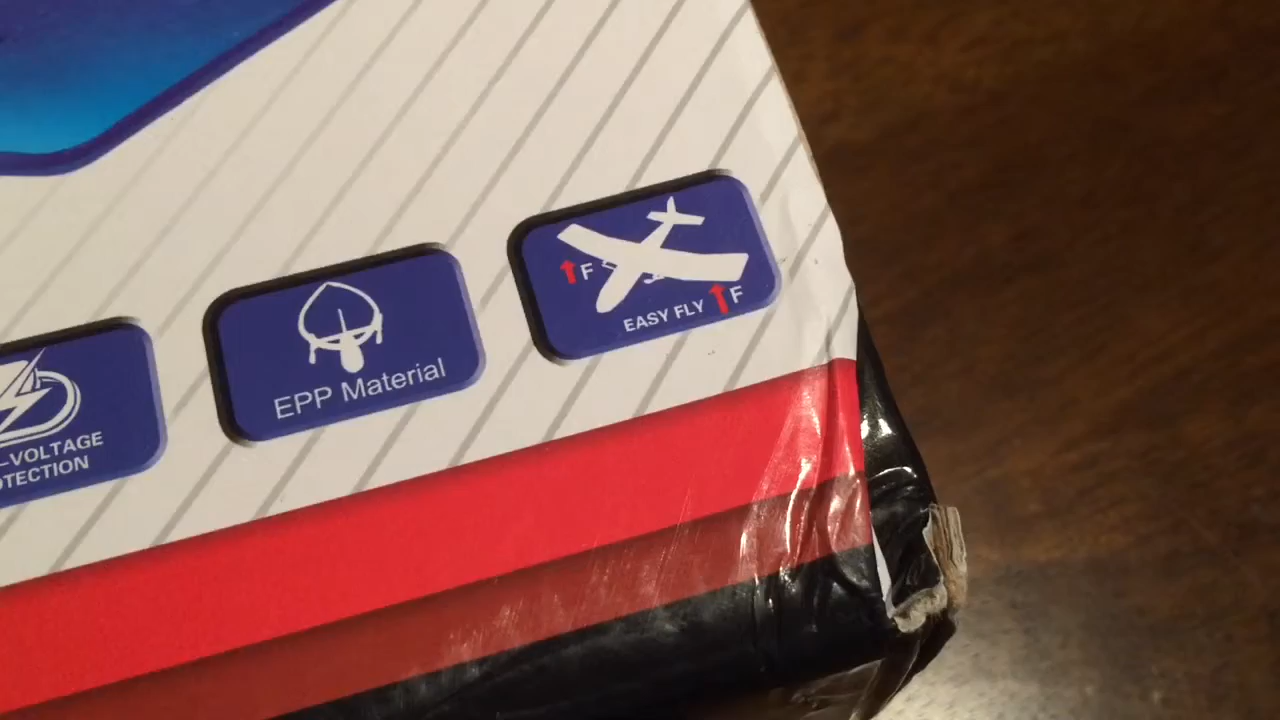 -VOLTAGE
OTECTION
EPP Material
F
F
EASY FLY